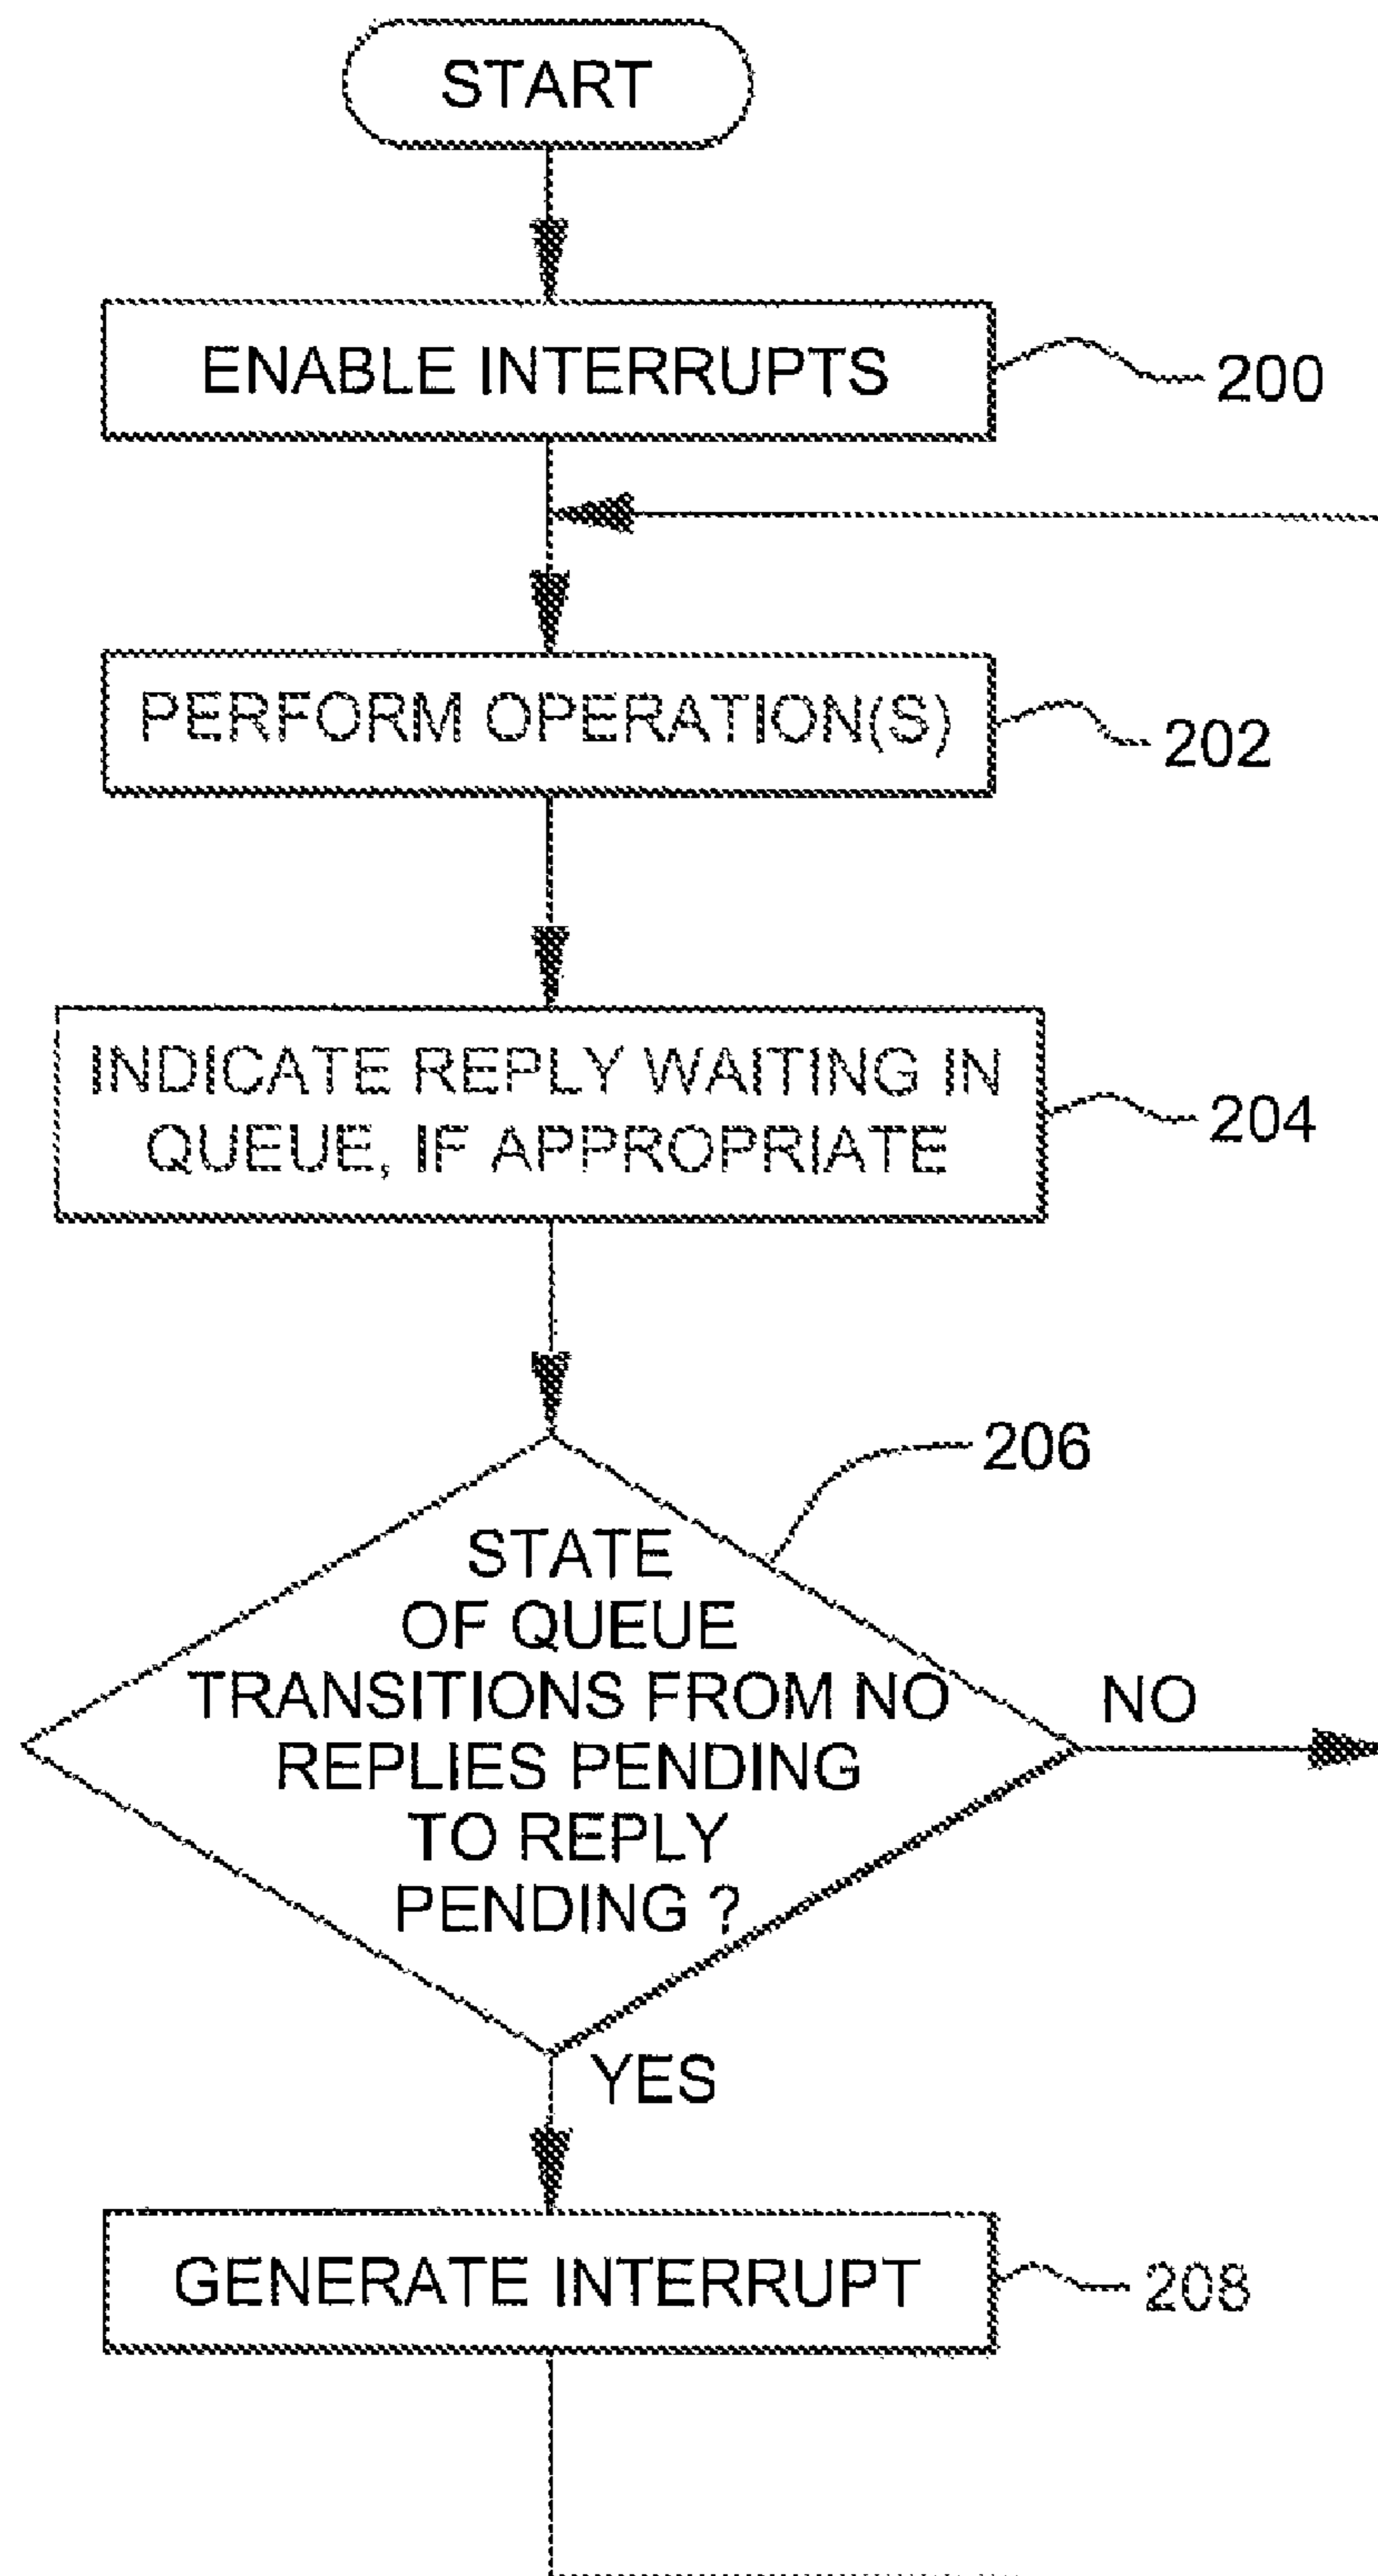 START
ENABLE INTERRUPTS
200
PERFORM OPERATION(S)
202
INDICATE REPLY WAITING IN
QUEUE, IF APPROPRIATE
204
206
STATE
OF QUEUE
TRANSITIONS FROM NO
REPLIES PENDING
TO REPLY
PENDING ?
NO
YES
GENERATE INTERRUPT
208